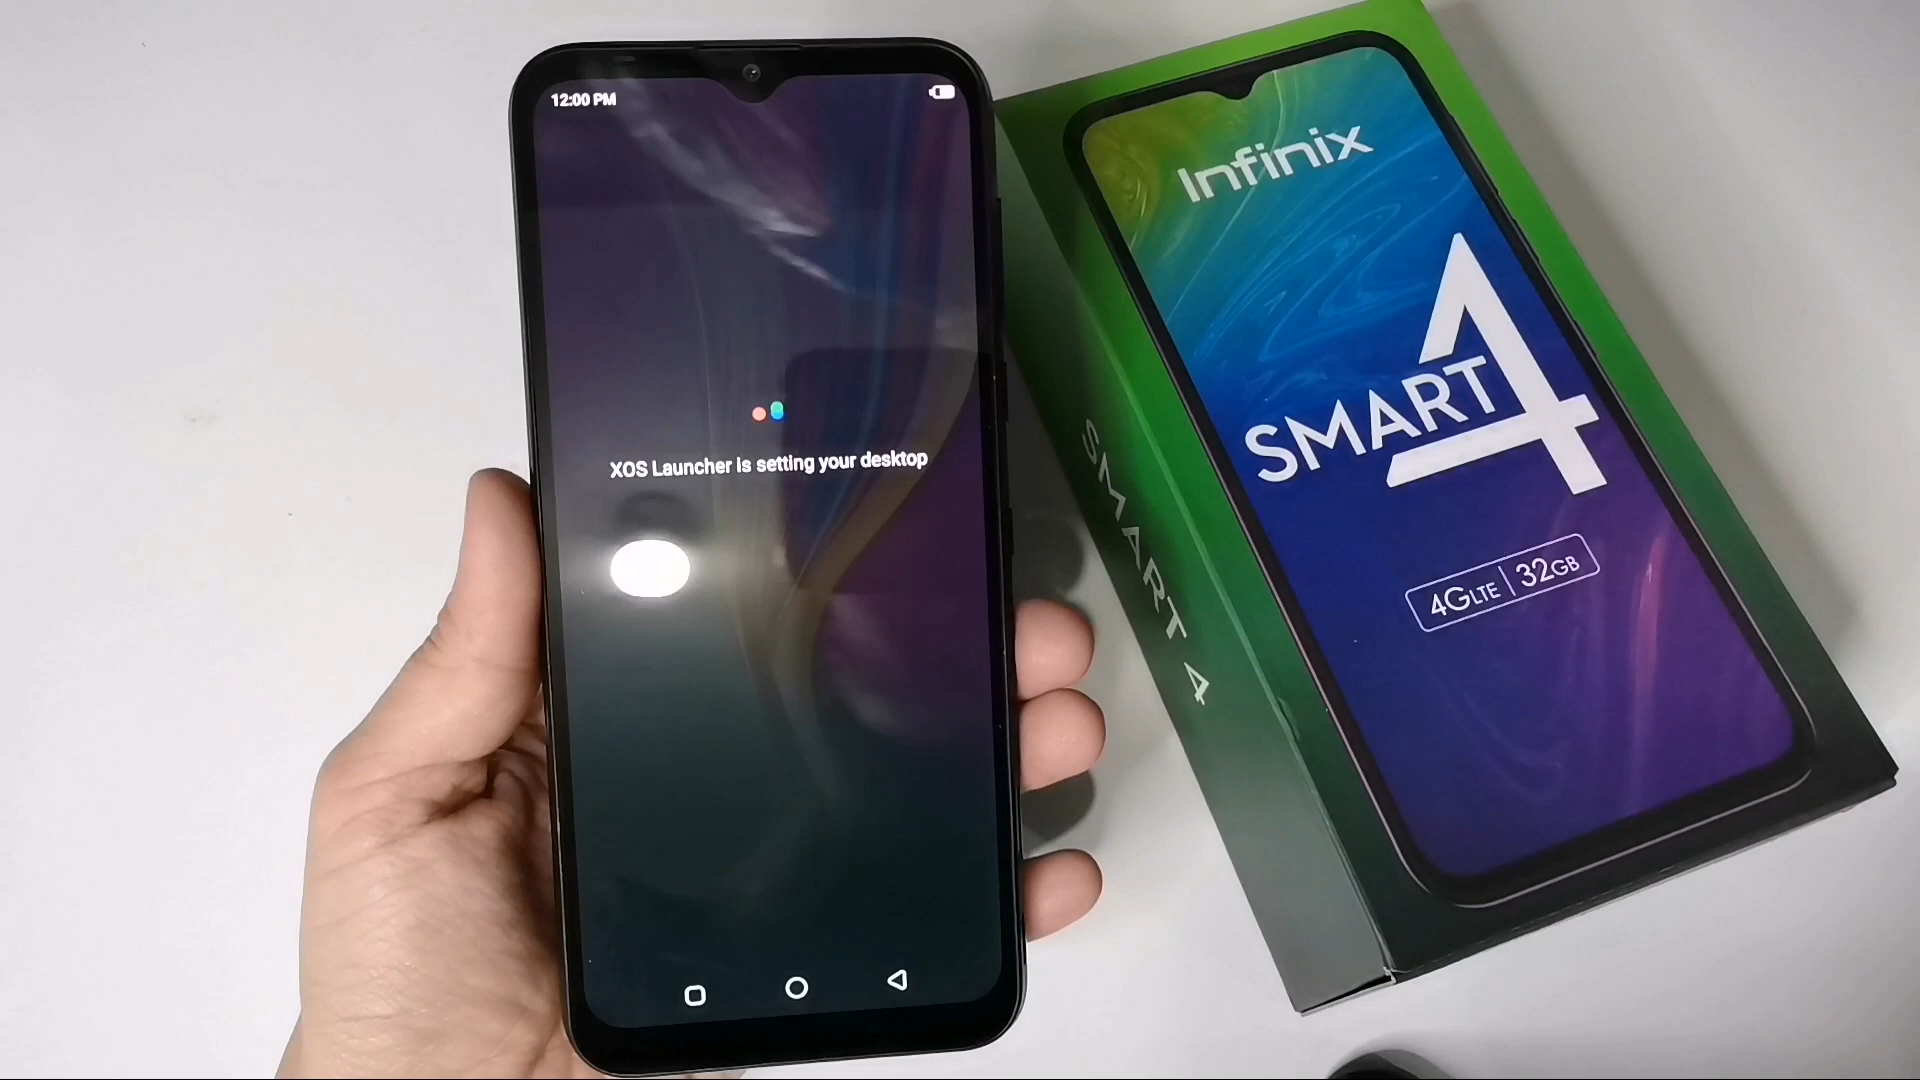 12:00 PM
XOS Launcher is setting your desktop
Infinix
SMART 4
4G LTE | 32GB
SMART 4